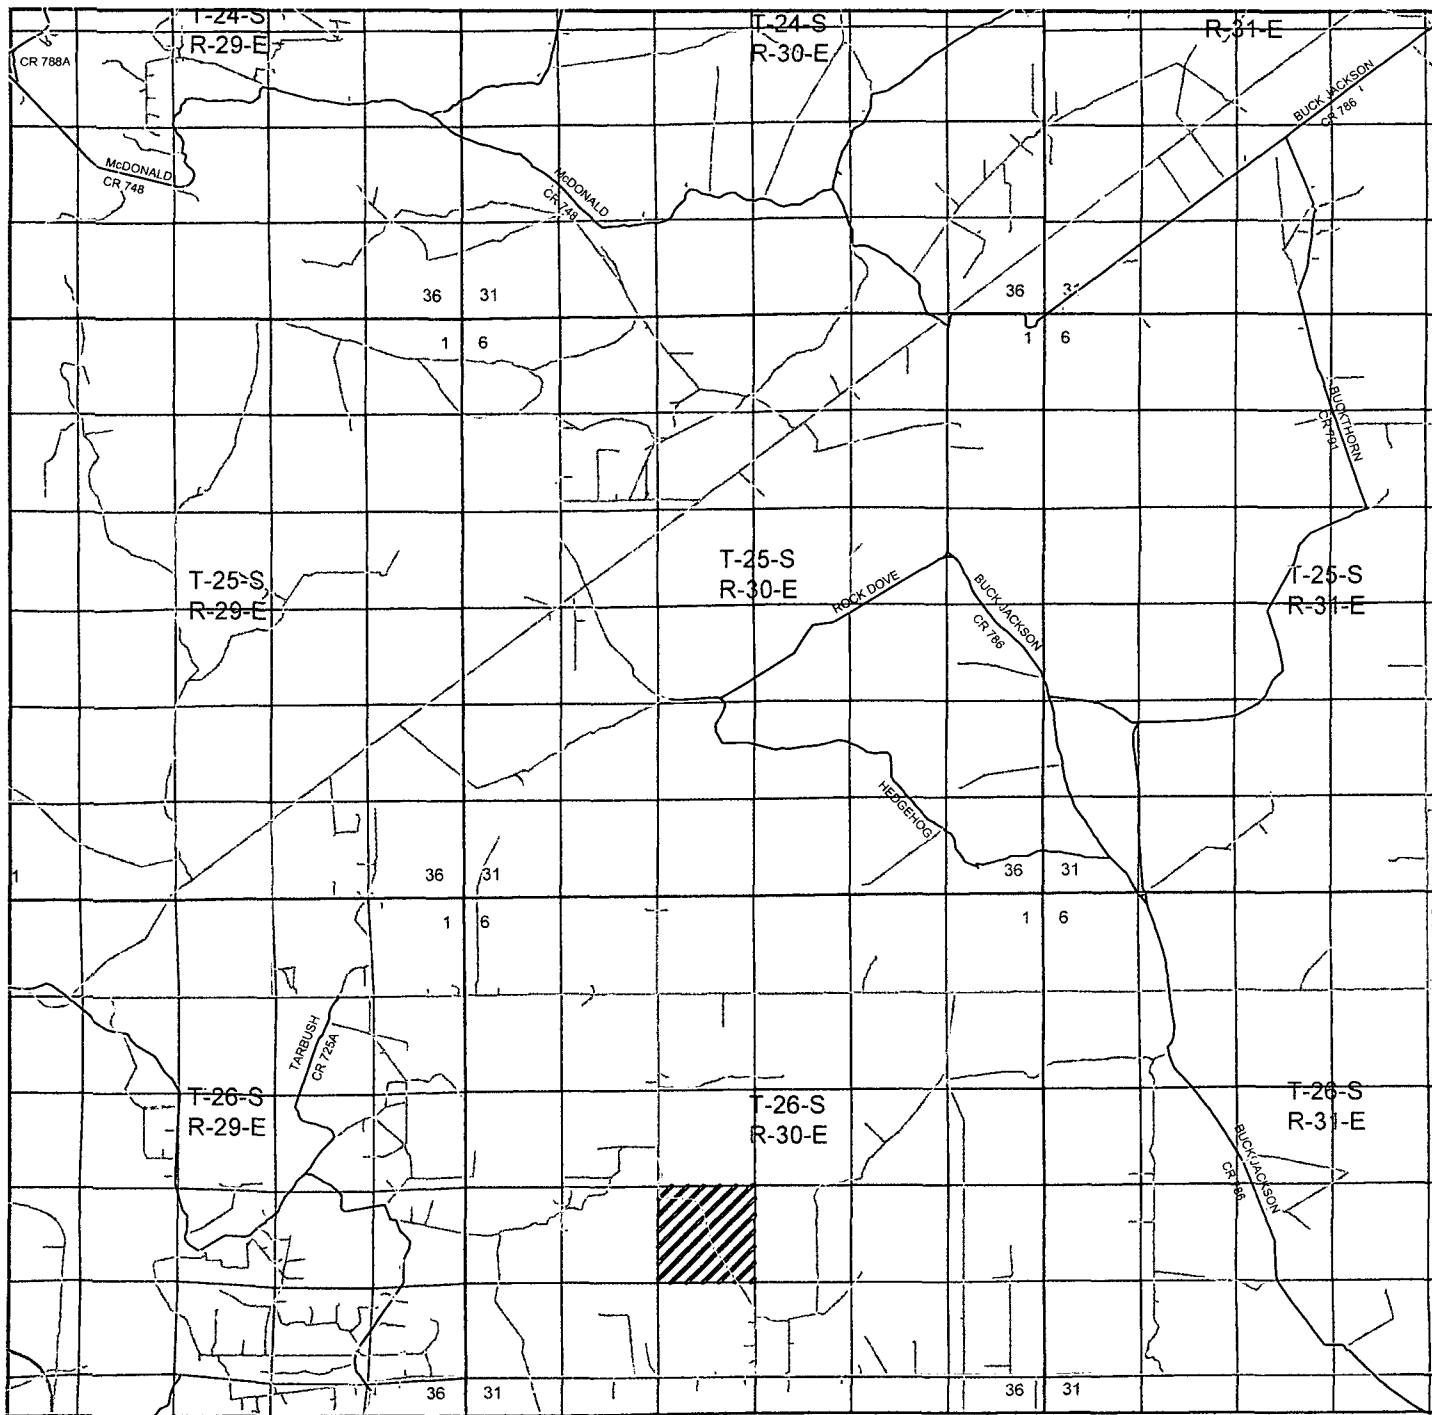 T-24-S
R-29-E
T-24-S
R-30-E
R-31-E
CR 788A
BUCK JACKSON
CR 786
McDONALD
CR 748
McDONALD
CR 748
36 31
36 31
1 6
1 6
BUCKTHORN
CR 791
T-25-S
R-29-E
T-25-S
R-30-E
T-25-S
R-31-E
ROCK DOVE
BUCK JACKSON
CR 786
HEDGEHOG
1
36 31
36 31
1 6
1 6
TARBUSH
CR 725A
T-26-S
R-29-E
T-26-S
R-30-E
T-26-S
R-31-E
BUCK JACKSON
CR 786
36 31
36 31